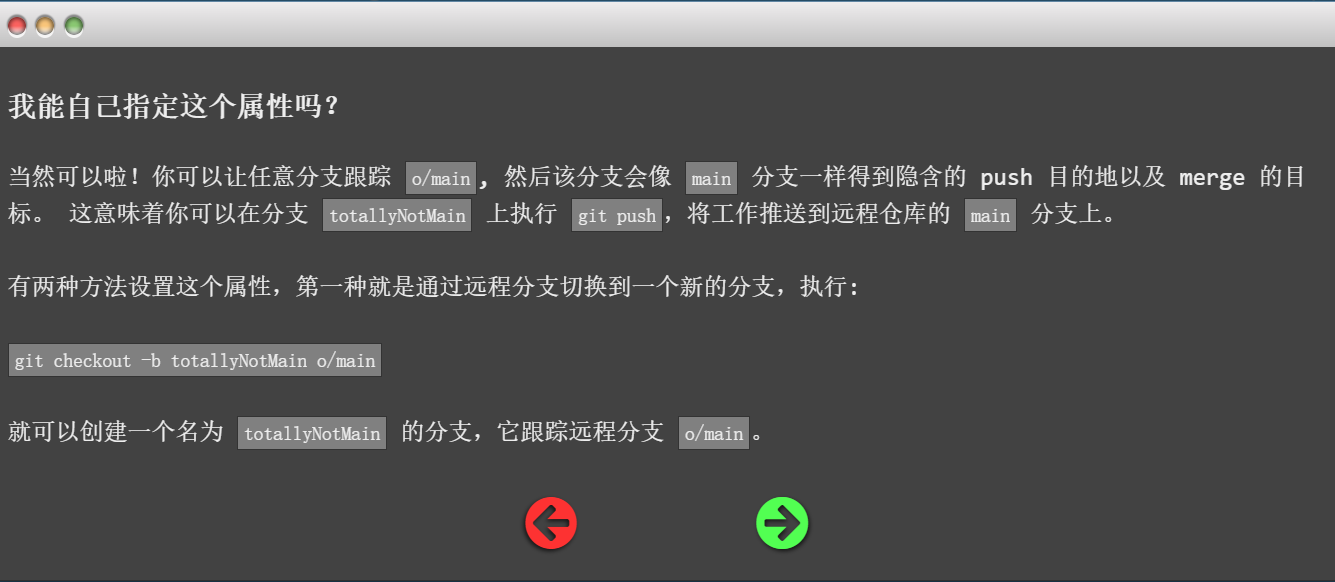 我能自己指定这个属性吗？
当然可以啦！你可以让任意分支跟踪 o/main, 然后该分支会像 main 分支一样得到隐含的 push 目的地以及 merge 的目
标。 这意味着你可以在分支 totallyNotMain 上执行 git push，将工作推送到远程仓库的 main 分支上。
有两种方法设置这个属性，第一种就是通过远程分支切换到一个新的分支，执行:
git checkout -b totallyNotMain o/main
就可以创建一个名为 totallyNotMain 的分支，它跟踪远程分支 o/main。